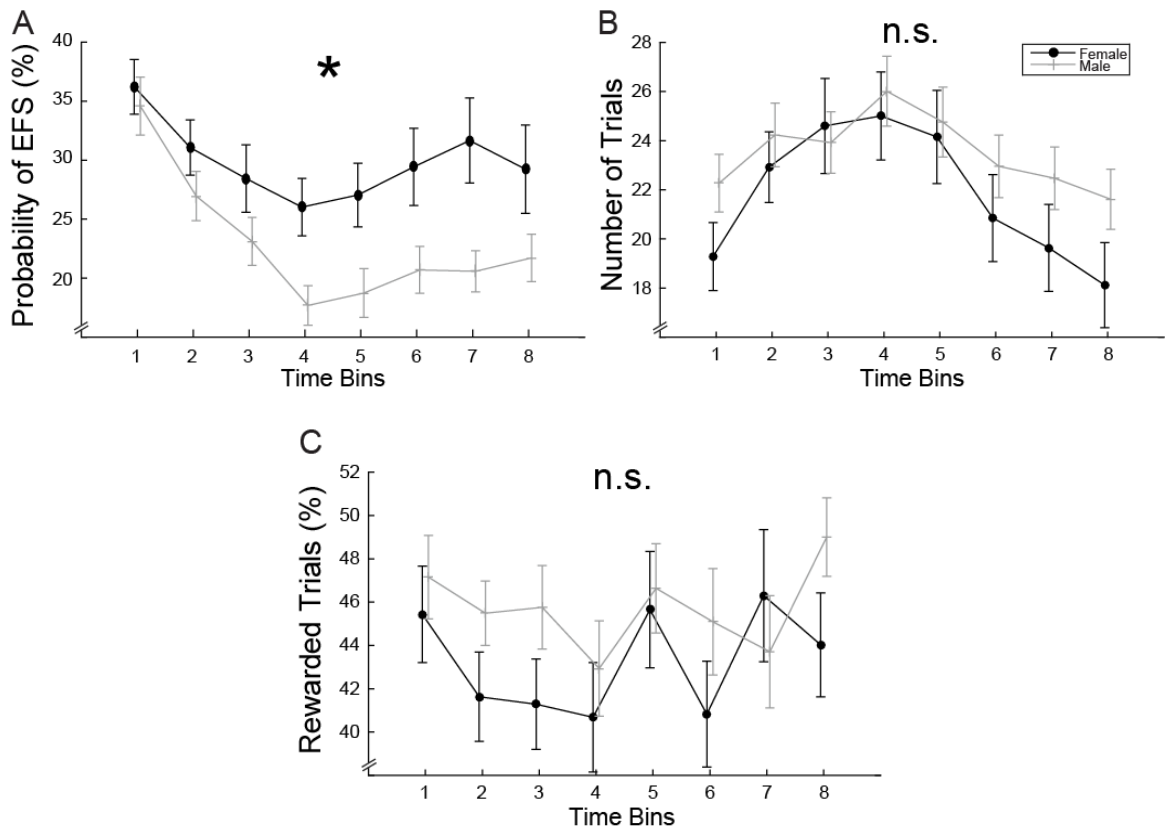 A
Probability of EFS (%)
40
35
30
25
20
*
1 2 3 4 5 6 7 8
Time Bins
B
n.s.
Number of Trials
28
26
24
22
20
18
Female
Male
1 2 3 4 5 6 7 8
Time Bins
C
n.s.
Rewarded Trials (%)
52
50
48
46
44
42
40
1 2 3 4 5 6 7 8
Time Bins